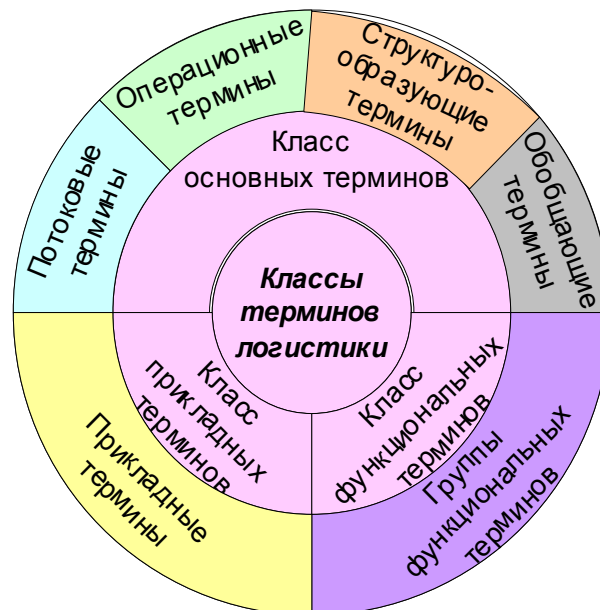 Потоковые
термины
Операционные
термины
Структуро-
образующие
термины
Обобщающие
термины
Класс
основных терминов
Классы
терминов
логистики
Класс
прикладных
терминов
Класс
функциональных
терминов
Прикладные
термины
Группы
функциональных
терминов